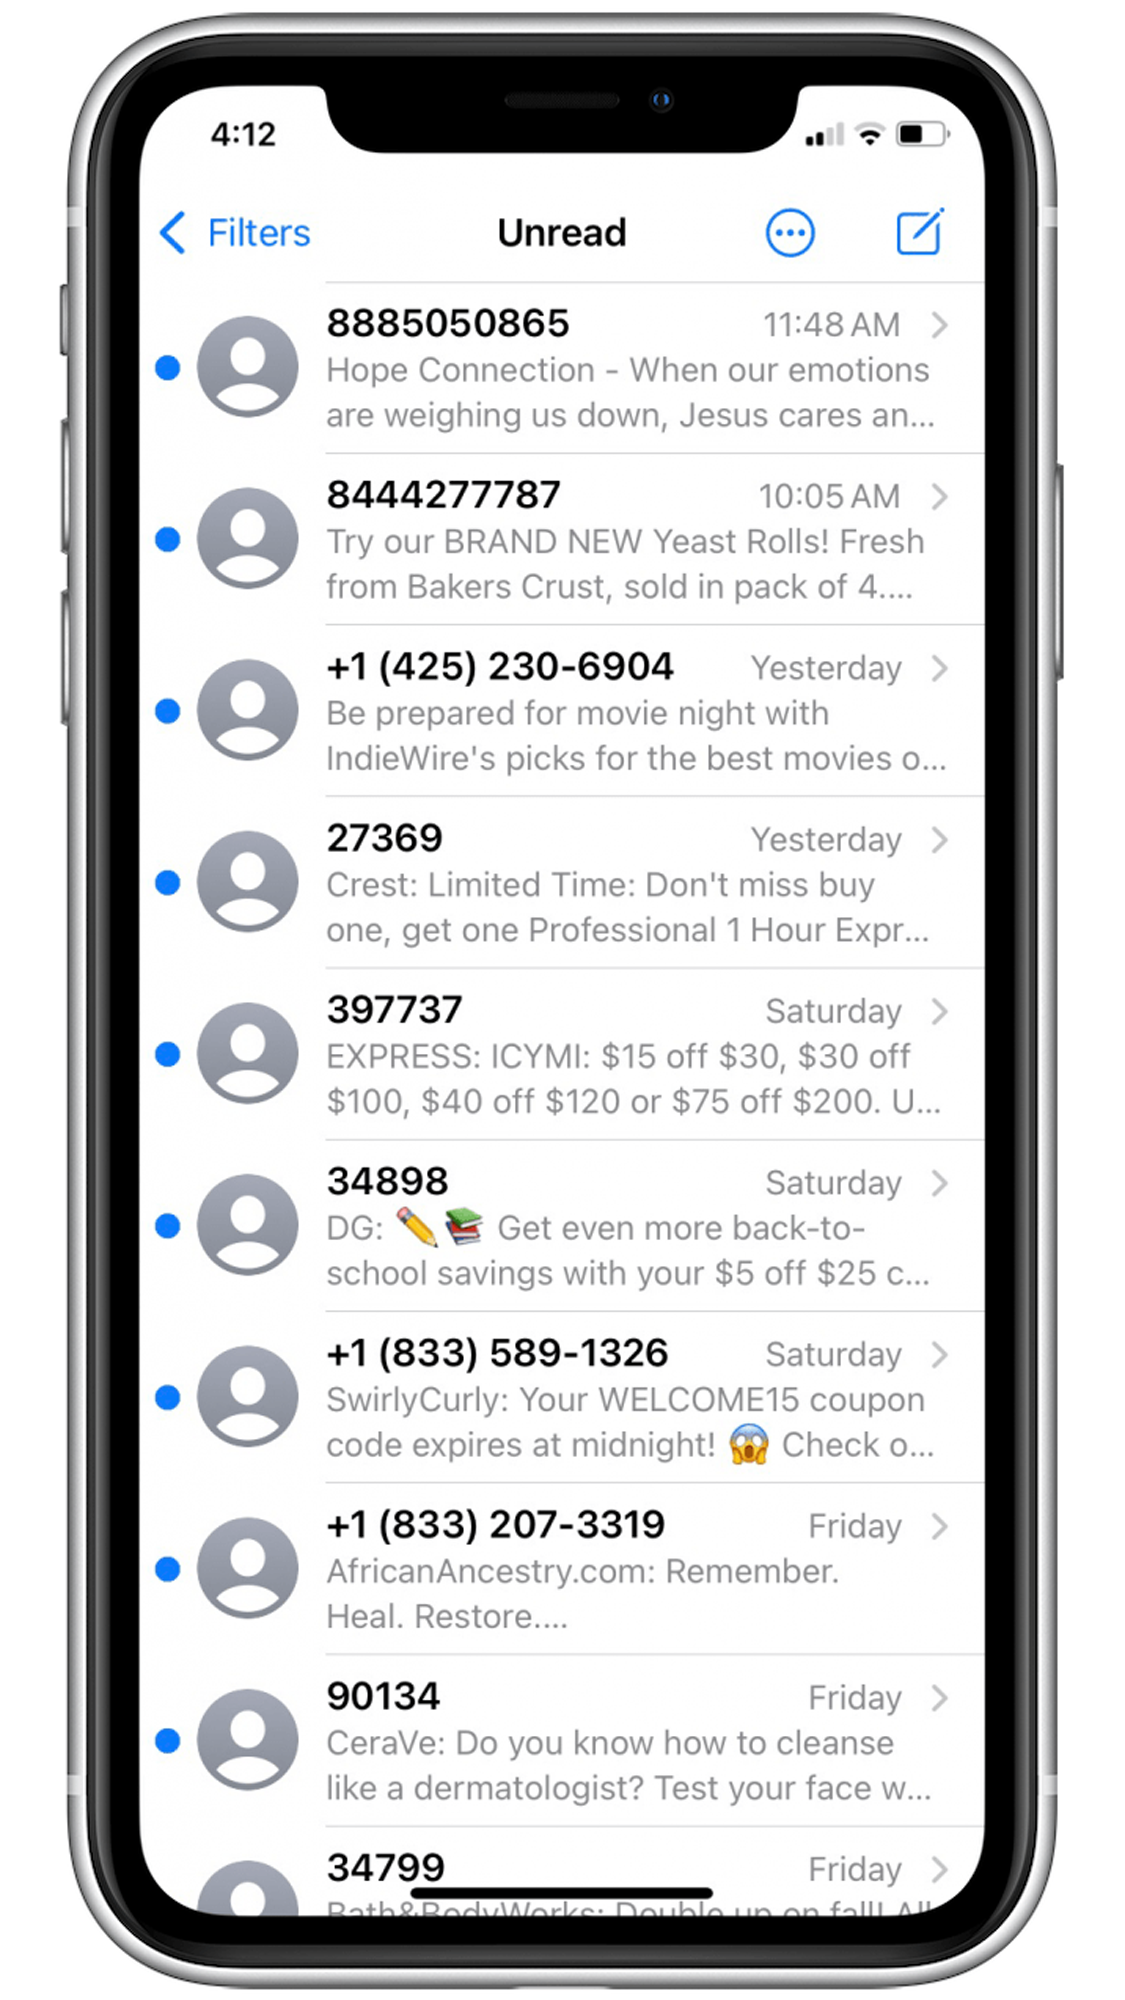 4:12
Filters
Unread
8885050865 11:48 AM
Hope Connection - When our emotions
are weighing us down, Jesus cares an...
8444277787 10:05 AM
Try our BRAND NEW Yeast Rolls! Fresh
from Bakers Crust, sold in pack of 4....
+1 (425) 230-6904 Yesterday
Be prepared for movie night with
IndieWire's picks for the best movies o...
27369 Yesterday
Crest: Limited Time: Don't miss buy
one, get one Professional 1 Hour Expr...
397737 Saturday
EXPRESS: ICYMI: $15 off $30, $30 off
$100, $40 off $120 or $75 off $200. U...
34898 Saturday
DG: ✏️📚 Get even more back-to-
school savings with your $5 off $25 c...
+1 (833) 589-1326 Saturday
SwirlyCurly: Your WELCOME15 coupon
code expires at midnight! 😱 Check o...
+1 (833) 207-3319 Friday
AfricanAncestry.com: Remember.
Heal. Restore....
90134 Friday
CeraVe: Do you know how to cleanse
like a dermatologist? Test your face w...
34799 Friday
Bath&BodyWorks: Double up on fall! All